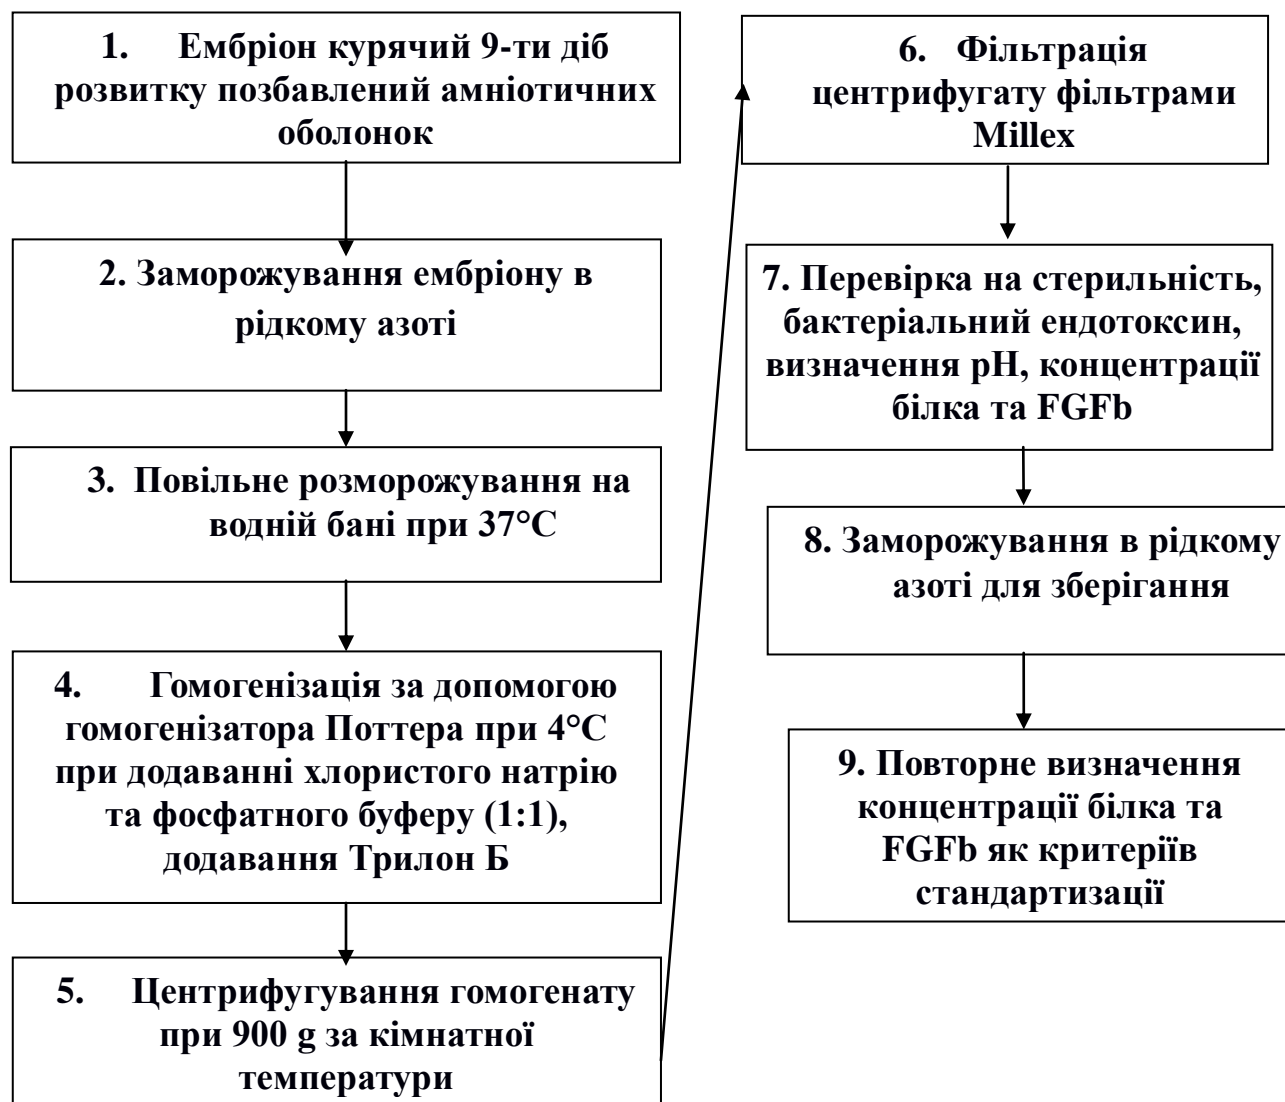 1. Ембріон курячий 9-ти діб
розвитку позбавлений амніотичних
оболонок
2. Заморожування ембріону в
рідкому азоті
3. Повільне розморожування на
водній бані при 37°С
4. Гомогенізація за допомогою
гомогенізатора Поттера при 4°С
при додаванні хлористого натрію
та фосфатного буферу (1:1),
додавання Трилон Б
5. Центрифугування гомогенату
при 900 g за кімнатної
температури
6. Фільтрація
центрифугату фільтрами
Millex
7. Перевірка на стерильність,
бактеріальний ендотоксин,
визначення рН, концентрації
білка та FGFb
8. Заморожування в рідкому
азоті для зберігання
9. Повторне визначення
концентрації білка та
FGFb як критеріїв
стандартизації